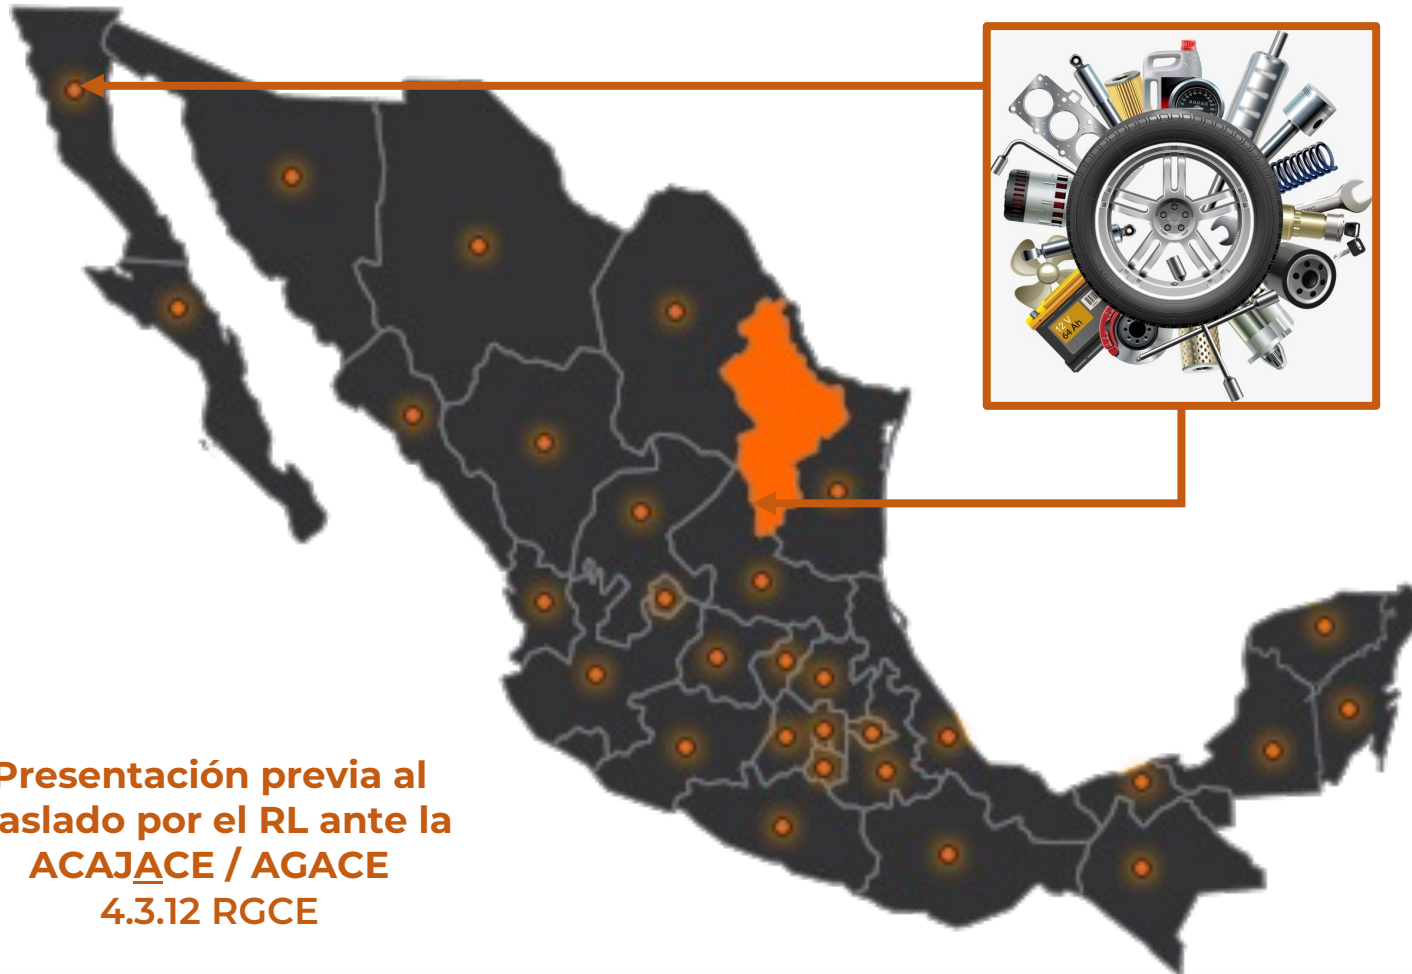 12 V
64 Ah
Presentación previa al
aslado por el RL ante la
ACAJACE / AGACE
4.3.12 RGCE